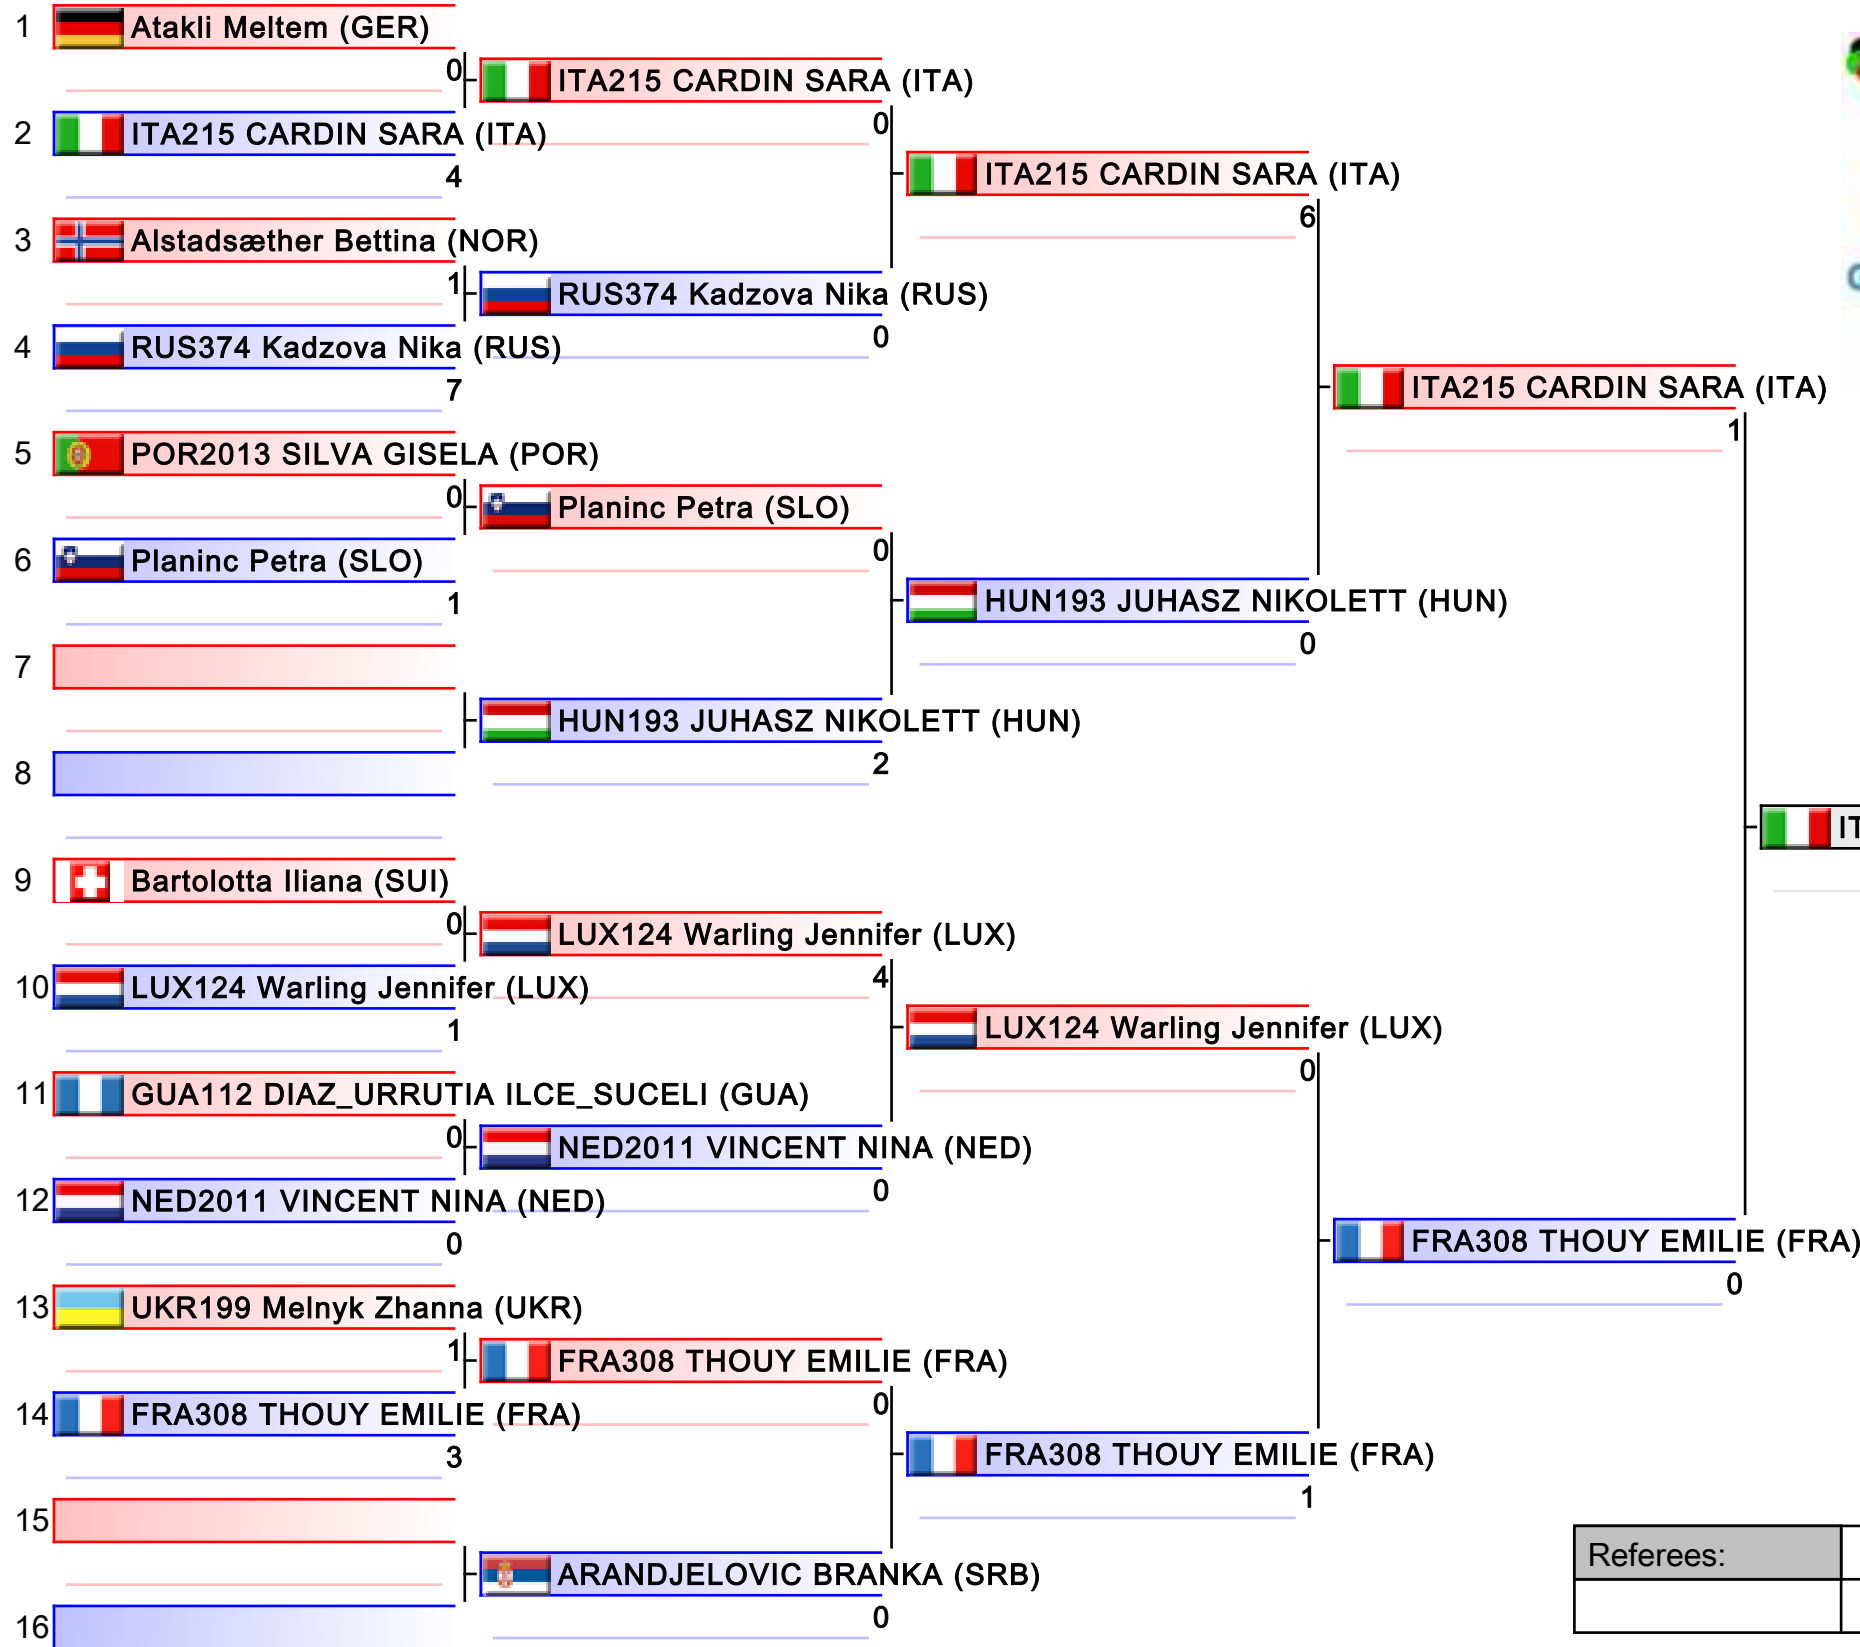 1 Atakli Meltem (GER)
0 ITA215 CARDIN SARA (ITA)
0
2 ITA215 CARDIN SARA (ITA)
4
ITA215 CARDIN SARA (ITA)
6
3 Alstadsæther Bettina (NOR)
1 RUS374 Kadzova Nika (RUS)
0
4 RUS374 Kadzova Nika (RUS)
7
ITA215 CARDIN SARA (ITA)
1
5 POR2013 SILVA GISELA (POR)
0 Planinc Petra (SLO)
0
6 Planinc Petra (SLO)
1
HUN193 JUHASZ NIKOLETT (HUN)
0
7
HUN193 JUHASZ NIKOLETT (HUN)
2
8
IT
9 Bartolotta Iliana (SUI)
0 LUX124 Warling Jennifer (LUX)
4
10 LUX124 Warling Jennifer (LUX)
1
LUX124 Warling Jennifer (LUX)
0
11 GUA112 DIAZ_URRUTIA ILCE_SUCELI (GUA)
0 NED2011 VINCENT NINA (NED)
0
12 NED2011 VINCENT NINA (NED)
0
FRA308 THOUY EMILIE (FRA)
0
13 UKR199 Melnyk Zhanna (UKR)
1 FRA308 THOUY EMILIE (FRA)
0
14 FRA308 THOUY EMILIE (FRA)
3
FRA308 THOUY EMILIE (FRA)
1
15
ARANDJELOVIC BRANKA (SRB)
0
16
Referees: